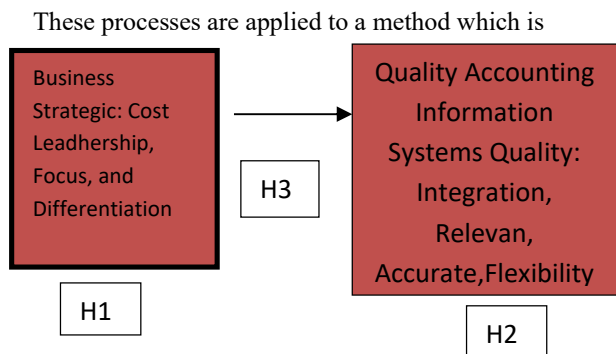 These processes are applied to a method which is
Business
Strategic: Cost
Leadhership,
Focus, and
Differentiation
H3
Quality Accounting
Information
Systems Quality:
Integration,
Relevan,
Accurate,Flexibility
H1
H2